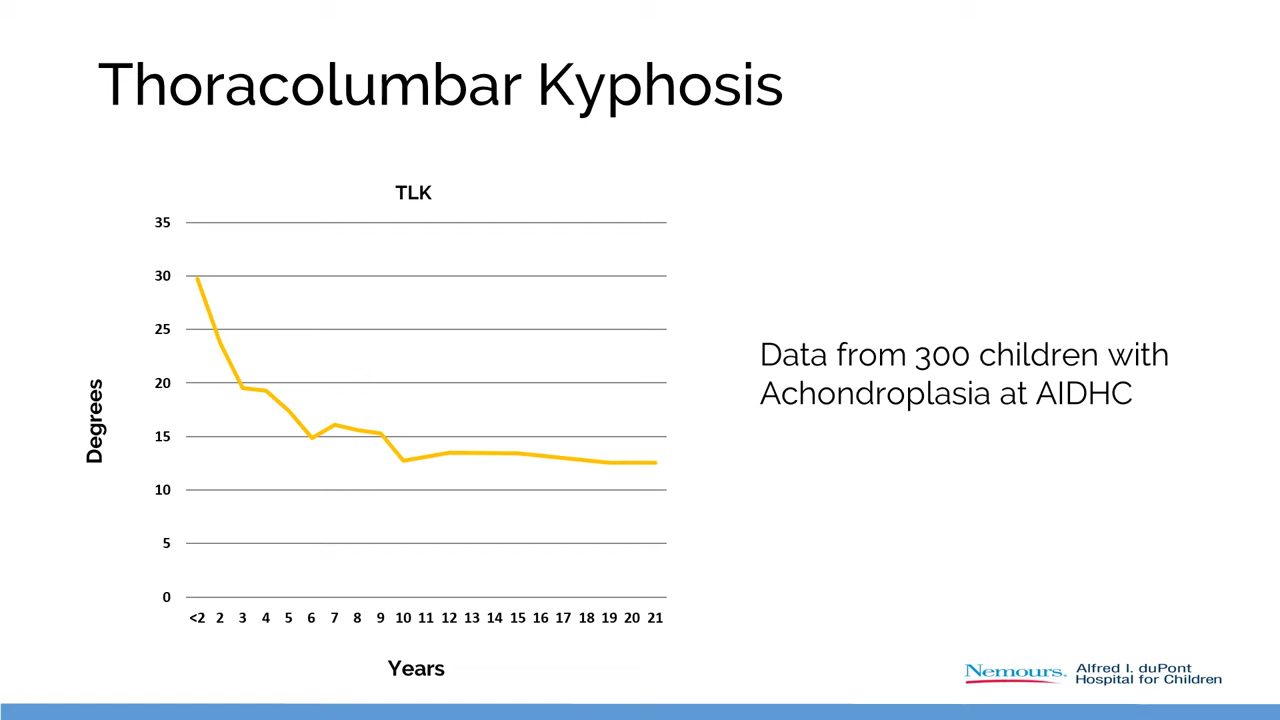 Thoracolumbar Kyphosis
TLK
35
30
25
20
15
10
5
0
Degrees
<2 2 3 4 5 6 7 8 9 10 11 12 13 14 15 16 17 18 19 20 21
Years
Data from 300 children with
Achondroplasia at AIDHC
Nemours.
Alfred I. duPont
Hospital for Children